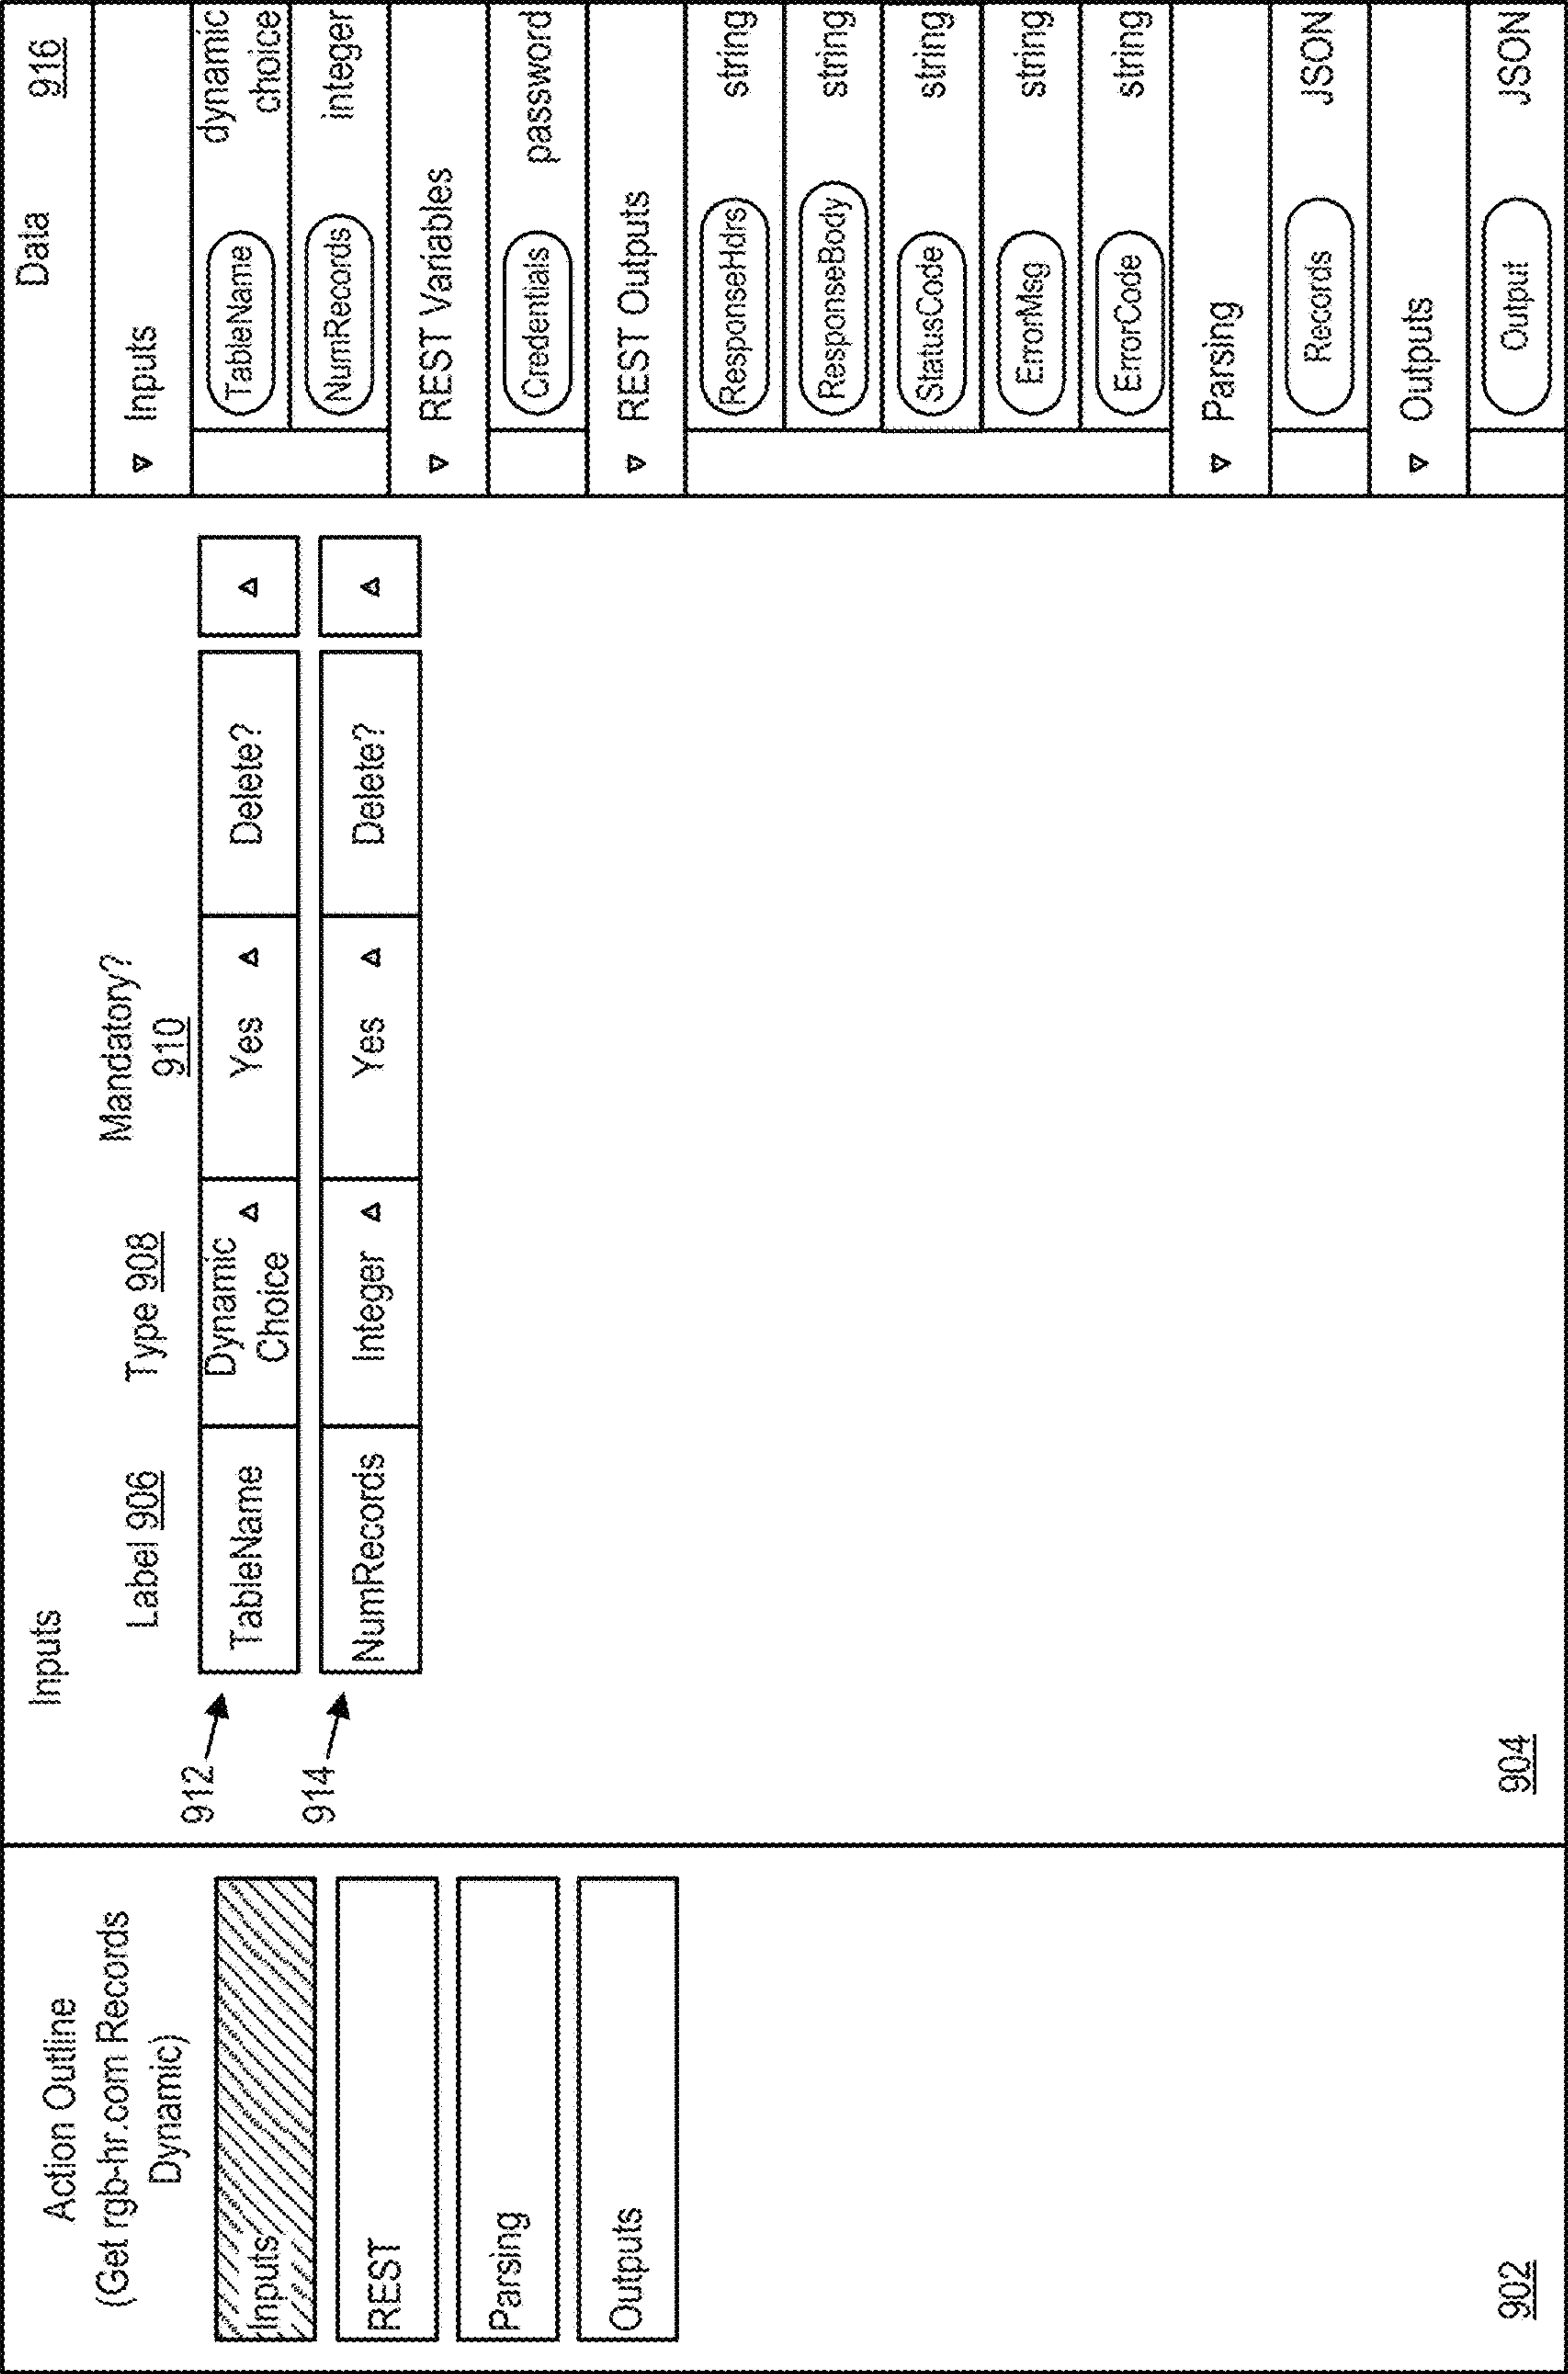 Action Outline
(Get rgb-hr.com Records
Dynamic)
Inputs
REST
Parsing
Outputs
902
Inputs
Label 906 Type 908 Mandatory?
910
912
TableName Dynamic
Choice Yes Delete?
914
NumRecords Integer Yes Delete?
904
Data 916
Inputs
TableName dynamic
choice
NumRecords integer
REST Variables
Credentials password
REST Outputs
ResponseHdrs string
ResponseBody string
StatusCode string
ErrorMsg string
ErrorCode string
Parsing
Records JSON
Outputs
Output JSON